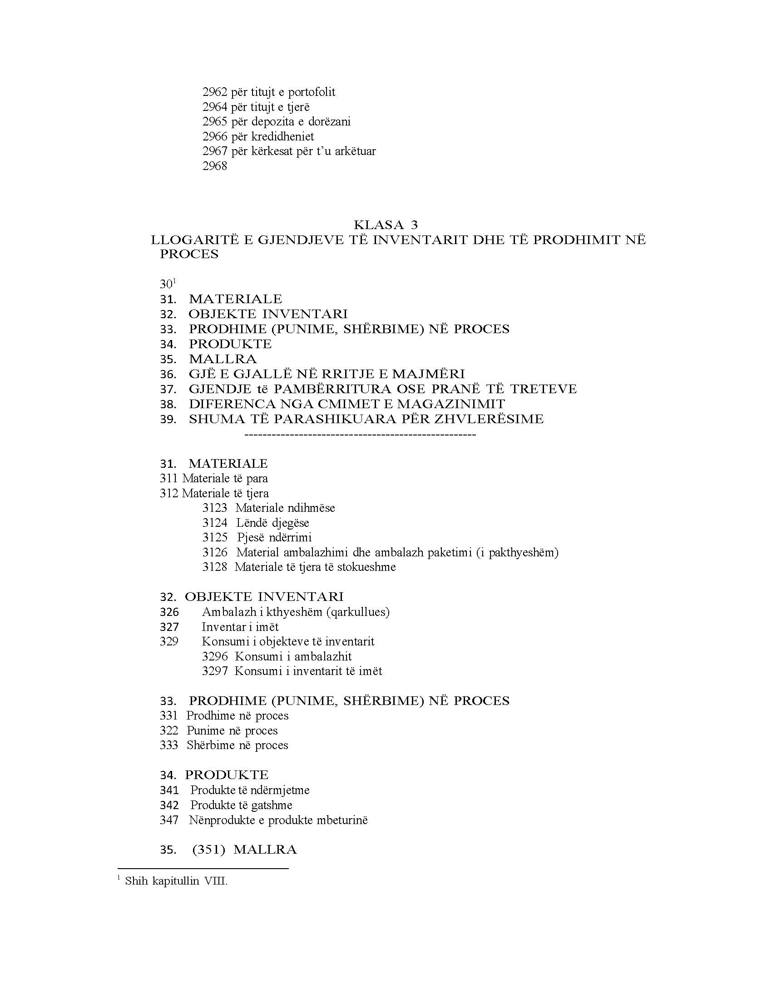 2962 për titujt e portofolit
2964 për titujt e tjerë
2965 për depozita e dorëzani
2966 për kredidheniet
2967 për kërkesat për t’u arkëtuar
2968
KLASA 3
LLOGARITË E GJENDJEVE TË INVENTARIT DHE TË PRODHIMIT NË
PROCES
30¹
31. MATERIALE
32. OBJEKTE INVENTARI
33. PRODHIME (PUNIME, SHËRBIME) NË PROCES
34. PRODUKTE
35. MALLRA
36. GJË E GJALLË NË RRITJE E MAJMËRI
37. GJENDJE të PAMBËRRITURA OSE PRANË TË TRETEVE
38. DIFERENCA NGA CMIMET E MAGAZINIMIT
39. SHUMA TË PARASHIKUARA PËR ZHVLERËSIME
---------------------------------------------------
31. MATERIALE
311 Materiale të para
312 Materiale të tjera
3123 Materiale ndihmëse
3124 Lëndë djegëse
3125 Pjesë ndërrimi
3126 Material ambalazhimi dhe ambalazh paketimi (i pakthyeshëm)
3128 Materiale të tjera të stokueshme
32. OBJEKTE INVENTARI
326 Ambalazh i kthyeshëm (qarkullues)
327 Inventar i imët
329 Konsumi i objekteve të inventarit
3296 Konsumi i ambalazhit
3297 Konsumi i inventarit të imët
33. PRODHIME (PUNIME, SHËRBIME) NË PROCES
331 Prodhime në proces
322 Punime në proces
333 Shërbime në proces
34. PRODUKTE
341 Produkte të ndërmjetme
342 Produkte të gatshme
347 Nënprodukte e produkte mbeturinë
35. (351) MALLRA
¹ Shih kapitullin VIII.